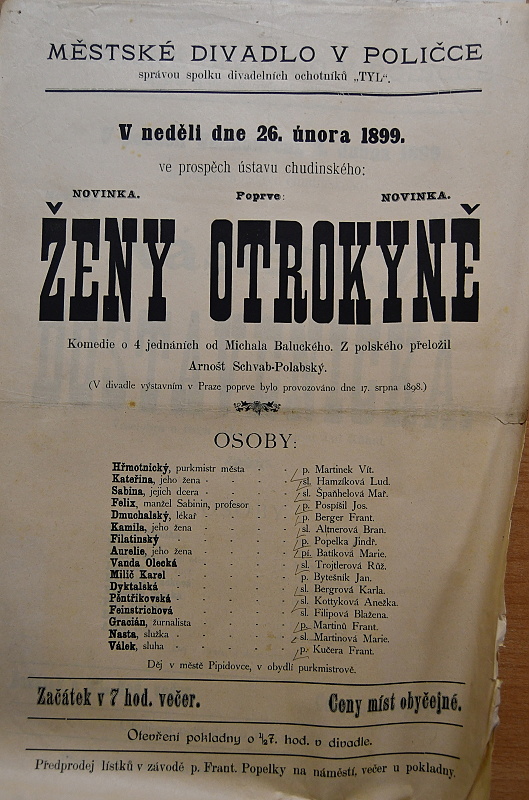 MĚSTSKÉ DIVADLO V POLIČCE
správou spolku divadelních ochotníků „TYL“.
V neděli dne 26. února 1899.
ve prospěch ústavu chudinského:
NOVINKA. Poprve: NOVINKA.
ŽENY OTROKYNĚ
Komedie o 4 jednáních od Michala Baluckého. Z polského přeložil
Arnošt Schvab-Polabský.
(V divadle výstavním v Praze poprve bylo provozováno dne 17. srpna 1898.)
OSOBY:
Hřmotnický, purkmistr města - - p. Martinek Vít.
Kateřina, jeho žena - - - - sl. Hamzíková Lud.
Sabina, jejich dcera - - - - sl. Špaňhelová Mař.
Felix, manžel Sabinin, profesor - - p. Pospíšil Jos.
Dmuchalský, lékař - - - - p. Berger Frant.
Kamila, jeho žena - - - - sl. Altnerová Bran.
Filatinský - - - - - p. Popelka Jindř.
Aurelie, jeho žena - - - - pí. Batíková Marie.
Vanda Olecká - - - - sl. Trojtlerová Růž.
Milič Karel - - - - - p. Bytešník Jan.
Dyktalská - - - - - sl. Bergrová Karla.
Pentřikovská - - - - sl. Kottyková Anežka.
Feinstrichová - - - - sl. Filipová Blažena.
Gracián, žurnalista - - - - p. Martinů Frant.
Nasta, služka - - - - sl. Martinová Marie.
Válek, sluha - - - - p. Kučera Frant.
Děj v městě Pipidovce, v obydlí purkmistrově.
Začátek v 7 hod. večer. Ceny míst obyčejné.
Otevření pokladny o ½7. hod. v divadle.
Předprodej lístků v závodě p. Frant. Popelky na náměstí, večer u pokladny.